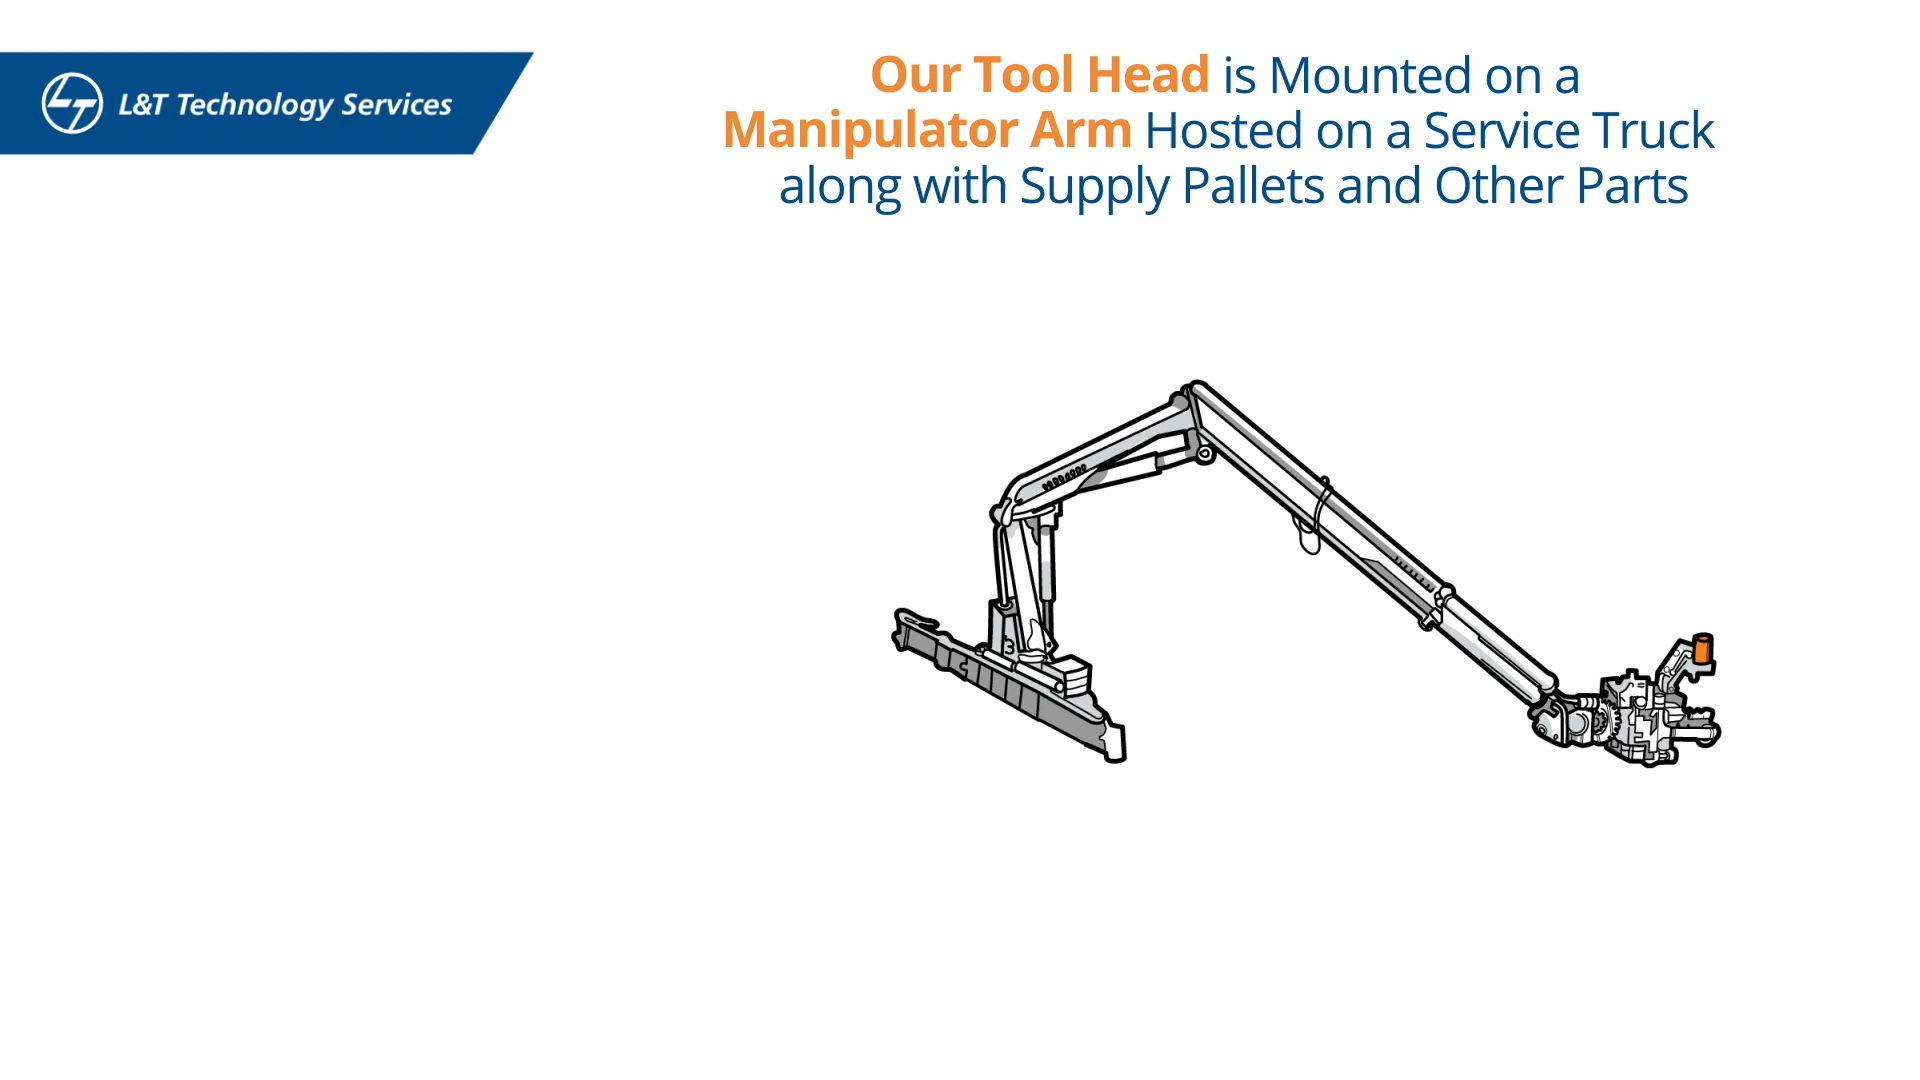 L&T Technology Services
Our Tool Head is Mounted on a
Manipulator Arm Hosted on a Service Truck
along with Supply Pallets and Other Parts